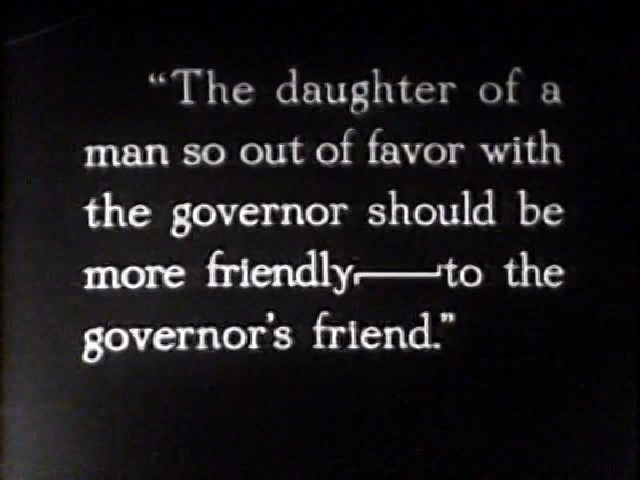 “The daughter of a
man so out of favor with
the governor should be
more friendly——to the
governor's friend.”